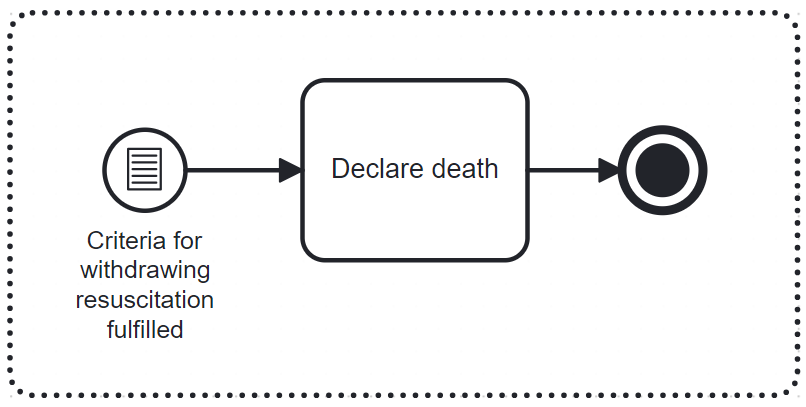 Declare death
Criteria for
withdrawing
resuscitation
fulfilled